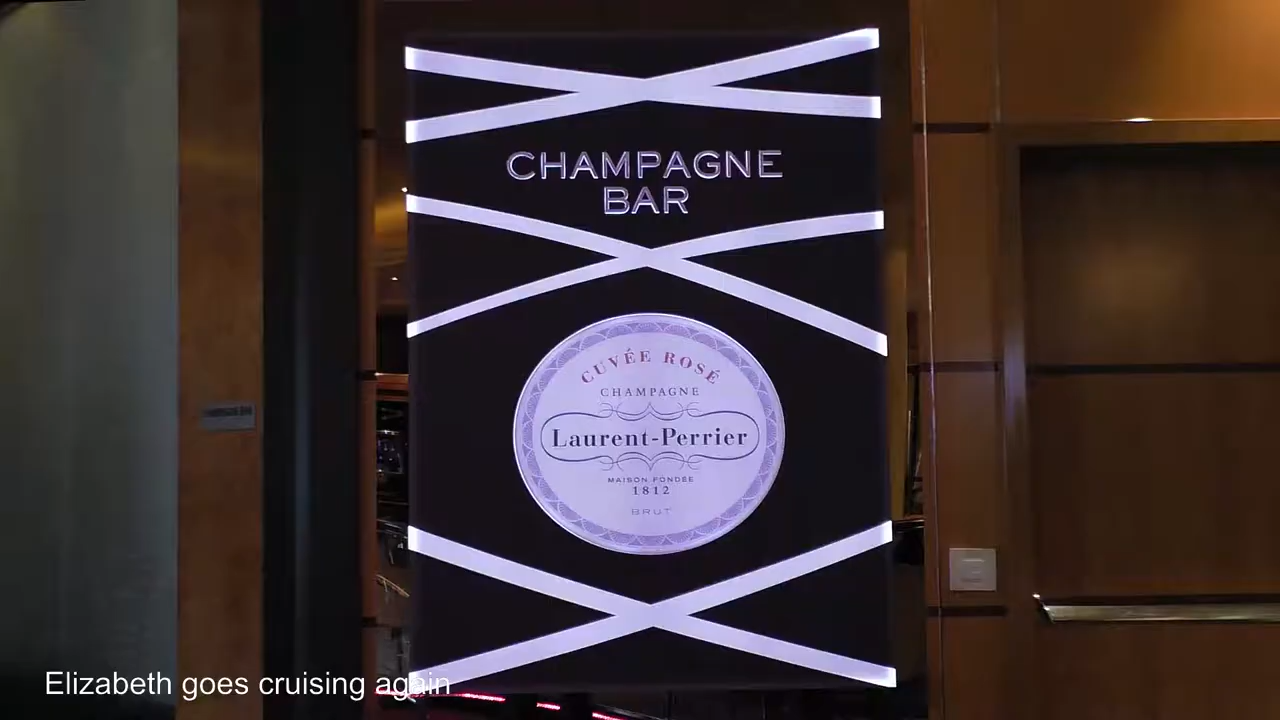 CHAMPAGNE
BAR
CUVÉE ROSÉ
CHAMPAGNE
Laurent-Perrier
MAISON FONDÉE
1812
BRUT
Elizabeth goes cruising again